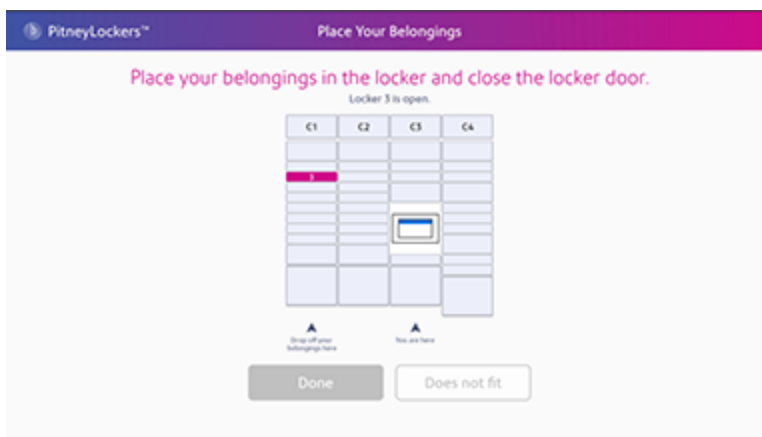 PitneyLockers™
Place Your Belongings
Place your belongings in the locker and close the locker door.
Locker 3 is open.
C1 C2 C3 C4
3
Drop off your
belongings here
You are here
Done
Does not fit